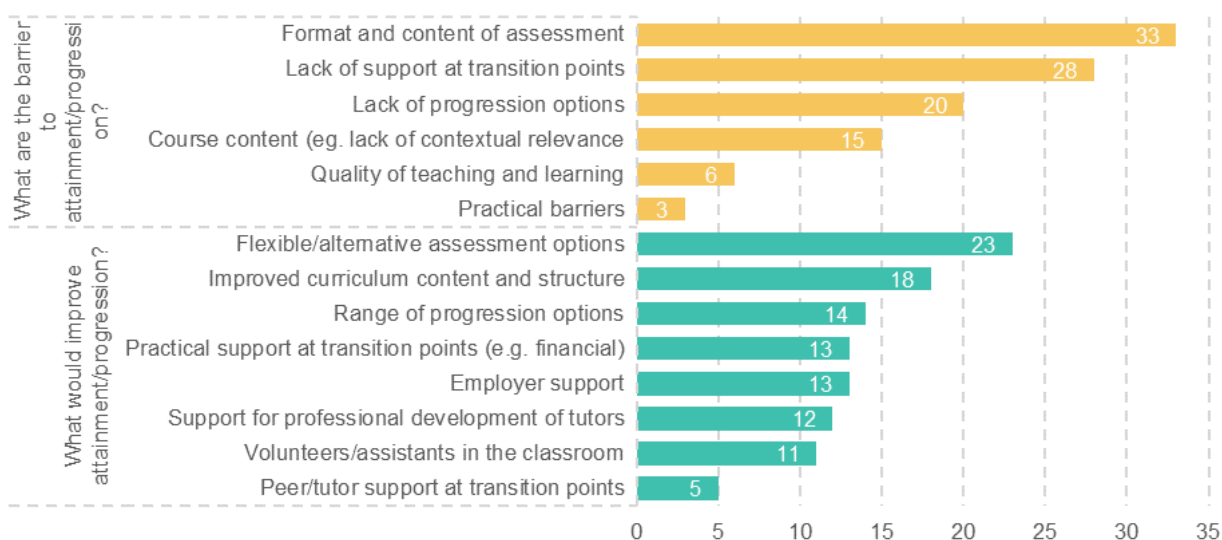 What are the barrier
to
attainment/progressi
on?
Format and content of assessment
33
Lack of support at transition points
28
Lack of progression options
20
Course content (eg. lack of contextual relevance
15
Quality of teaching and learning
6
Practical barriers
3
What would improve
attainment/progression?
Flexible/alternative assessment options
23
Improved curriculum content and structure
18
Range of progression options
14
Practical support at transition points (e.g. financial)
13
Employer support
13
Support for professional development of tutors
12
Volunteers/assistants in the classroom
11
Peer/tutor support at transition points
5
0 5 10 15 20 25 30 35